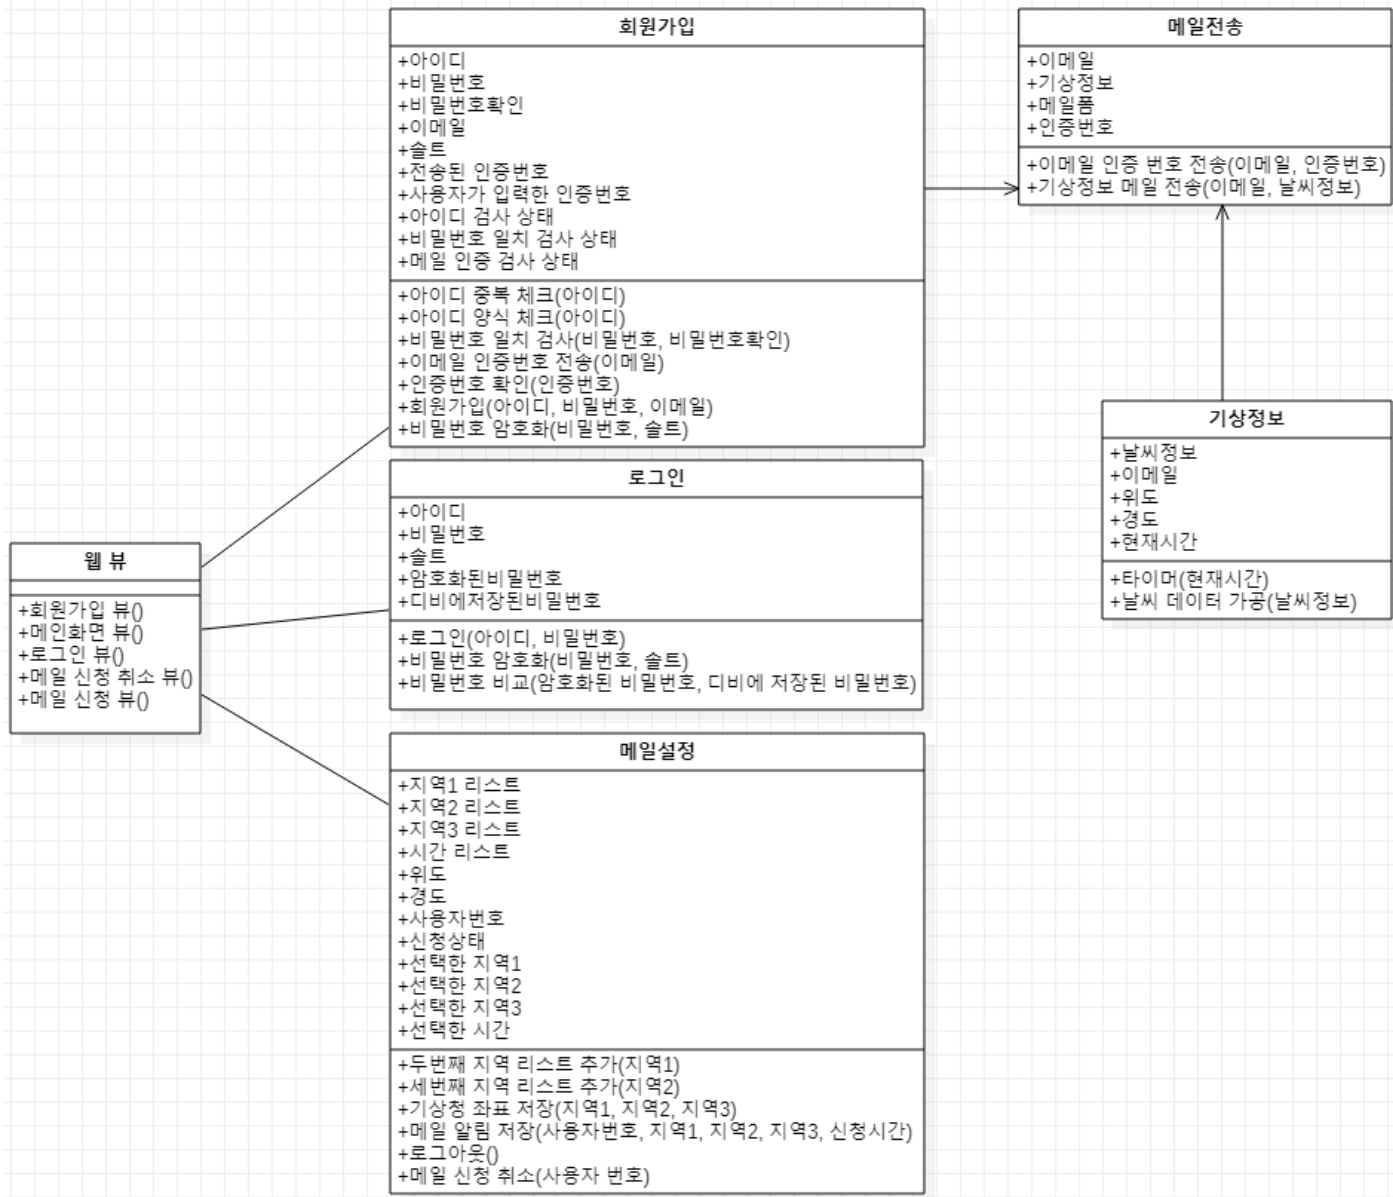 회원가입
+아이디
+비밀번호
+비밀번호확인
+이메일
+솔트
+전송된 인증번호
+사용자가 입력한 인증번호
+아이디 검사 상태
+비밀번호 일치 검사 상태
+메일 인증 검사 상태
+아이디 중복 체크(아이디)
+아이디 양식 체크(아이디)
+비밀번호 일치 검사(비밀번호, 비밀번호확인)
+이메일 인증번호 전송(이메일)
+인증번호 확인(인증번호)
+회원가입(아이디, 비밀번호, 이메일)
+비밀번호 암호화(비밀번호, 솔트)
메일전송
+이메일
+기상정보
+메일폼
+인증번호
+이메일 인증 번호 전송(이메일, 인증번호)
+기상정보 메일 전송(이메일, 날씨정보)
기상정보
+날씨정보
+이메일
+위도
+경도
+현재시간
+타이머(현재시간)
+날씨 데이터 가공(날씨정보)
로그인
+아이디
+비밀번호
+솔트
+암호화된비밀번호
+디비에저장된비밀번호
+로그인(아이디, 비밀번호)
+비밀번호 암호화(비밀번호, 솔트)
+비밀번호 비교(암호화된 비밀번호, 디비에 저장된 비밀번호)
웹 뷰
+회원가입 뷰()
+메인화면 뷰()
+로그인 뷰()
+메일 신청 취소 뷰()
+메일 신청 뷰()
메일설정
+지역1 리스트
+지역2 리스트
+지역3 리스트
+시간 리스트
+위도
+경도
+사용자번호
+신청상태
+선택한 지역1
+선택한 지역2
+선택한 지역3
+선택한 시간
+두번째 지역 리스트 추가(지역1)
+세번째 지역 리스트 추가(지역2)
+기상청 좌표 저장(지역1, 지역2, 지역3)
+메일 알림 저장(사용자번호, 지역1, 지역2, 지역3, 신청시간)
+로그아웃()
+메일 신청 취소(사용자 번호)